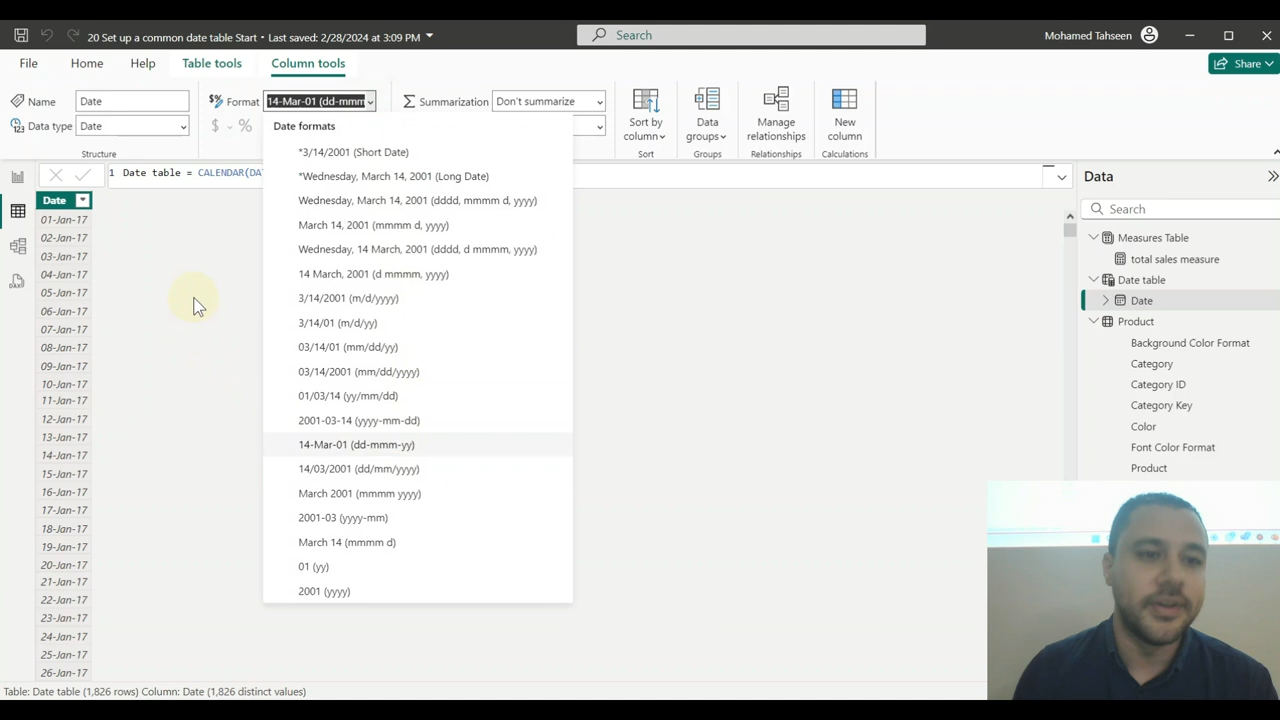 20 Set up a common date table Start • Last saved: 2/28/2024 at 3:09 PM
Search
Mohamed Tahseen
File
Home
Help
Table tools
Column tools
Share
Name
Date
Format
14-Mar-01 (dd-mmm
Summarization
Don't summarize
Data type
Date
$
%
Structure
Sort by
column
Sort
Data
groups
Groups
Manage
relationships
Relationships
New
column
Calculations
Date formats
*3/14/2001 (Short Date)
*Wednesday, March 14, 2001 (Long Date)
Wednesday, March 14, 2001 (dddd, mmmm d, yyyy)
March 14, 2001 (mmmm d, yyyy)
Wednesday, 14 March, 2001 (dddd, d mmmm, yyyy)
14 March, 2001 (d mmmm, yyyy)
3/14/2001 (m/d/yyyy)
3/14/01 (m/d/yy)
03/14/01 (mm/dd/yy)
03/14/2001 (mm/dd/yyyy)
01/03/14 (yy/mm/dd)
2001-03-14 (yyyy-mm-dd)
14-Mar-01 (dd-mmm-yy)
14/03/2001 (dd/mm/yyyy)
March 2001 (mmmm yyyy)
2001-03 (yyyy-mm)
March 14 (mmmm d)
01 (yy)
2001 (yyyy)
1 Date table = CALENDAR(DA
Date
01-Jan-17
02-Jan-17
03-Jan-17
04-Jan-17
05-Jan-17
06-Jan-17
07-Jan-17
08-Jan-17
09-Jan-17
10-Jan-17
11-Jan-17
12-Jan-17
13-Jan-17
14-Jan-17
15-Jan-17
16-Jan-17
17-Jan-17
18-Jan-17
19-Jan-17
20-Jan-17
21-Jan-17
22-Jan-17
23-Jan-17
24-Jan-17
25-Jan-17
26-Jan-17
Data
Search
Measures Table
total sales measure
Date table
Date
Product
Background Color Format
Category
Category ID
Category Key
Color
Font Color Format
Product
Table: Date table (1,826 rows) Column: Date (1,826 distinct values)